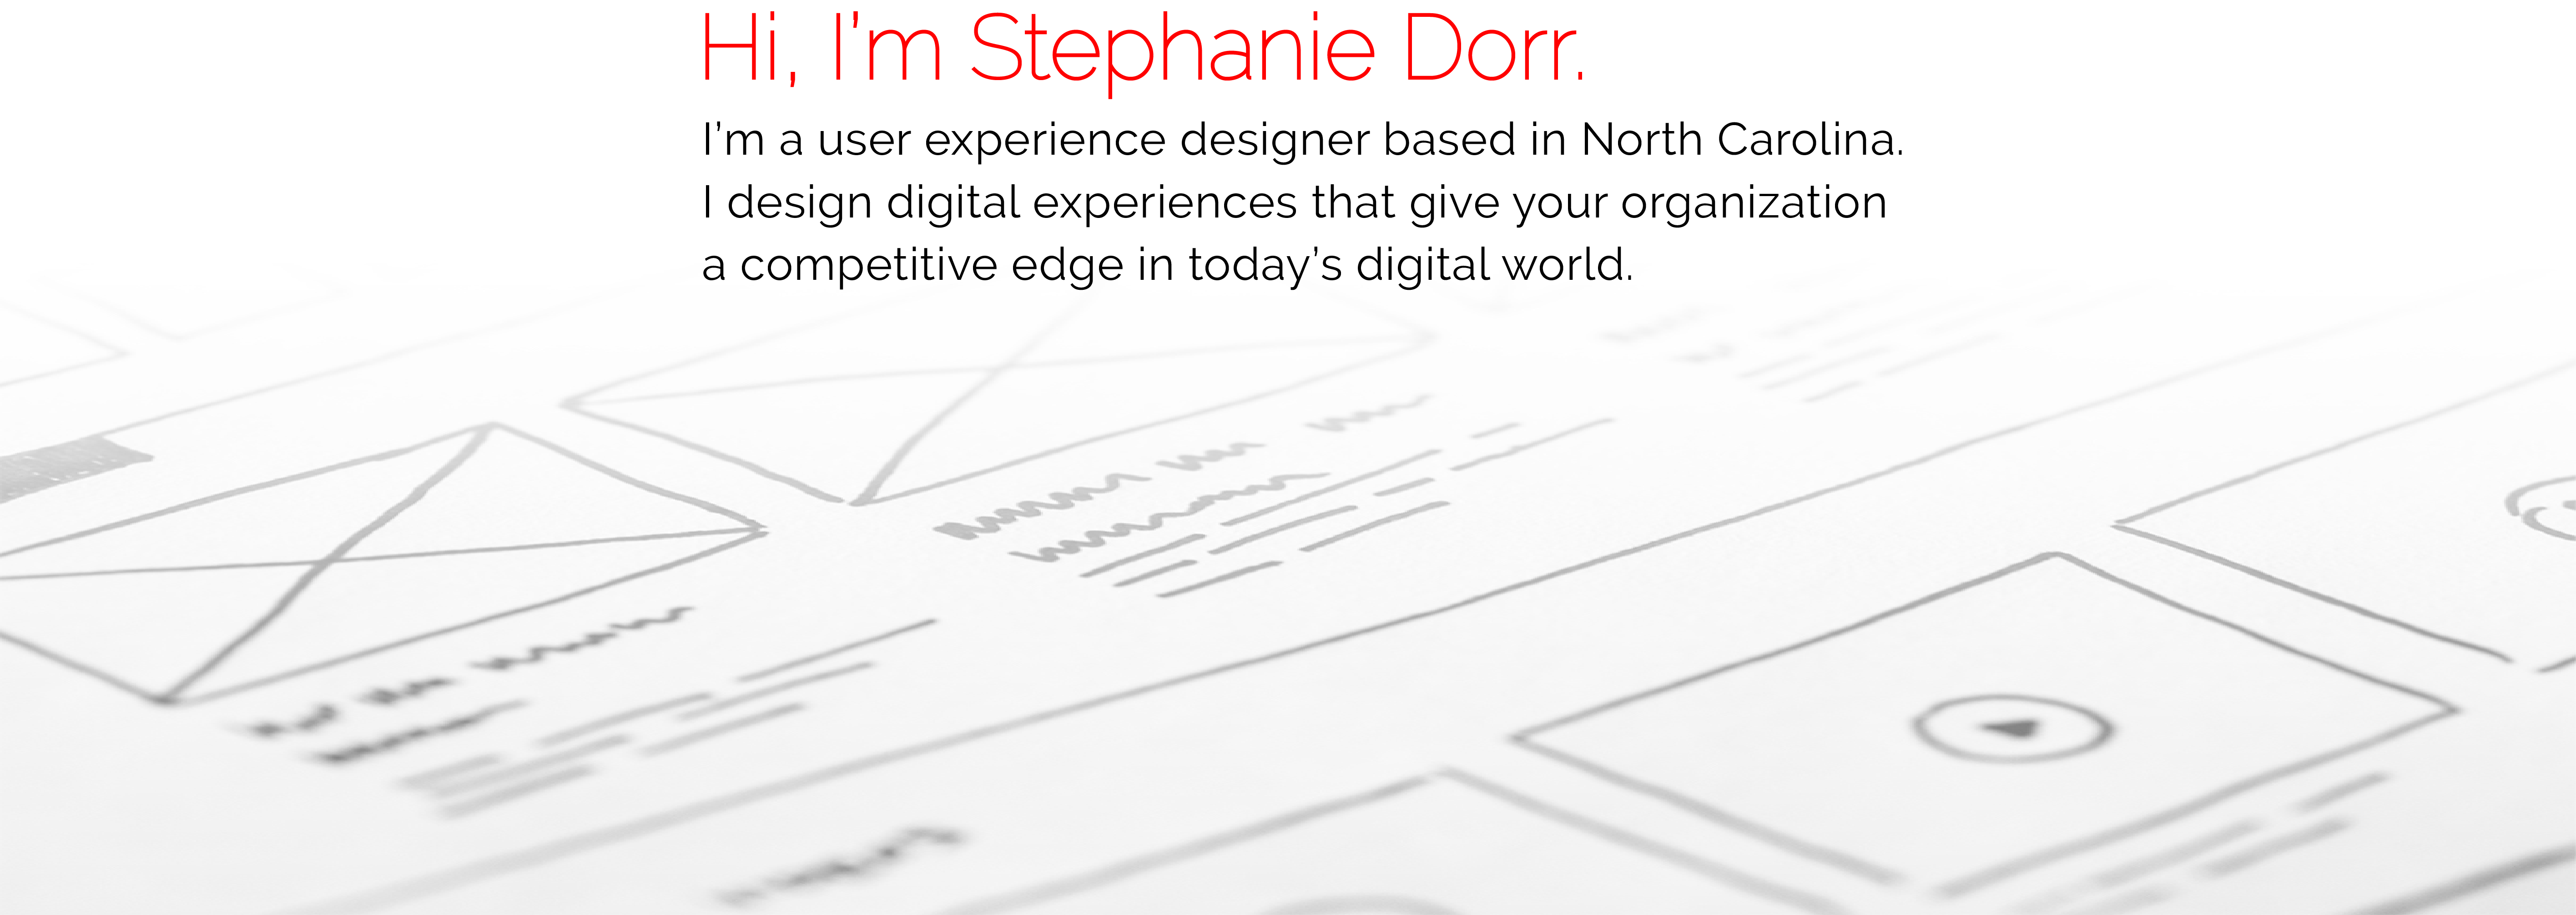 Hi, I’m Stephanie Dorr.
I’m a user experience designer based in North Carolina.
I design digital experiences that give your organization
a competitive edge in today’s digital world.